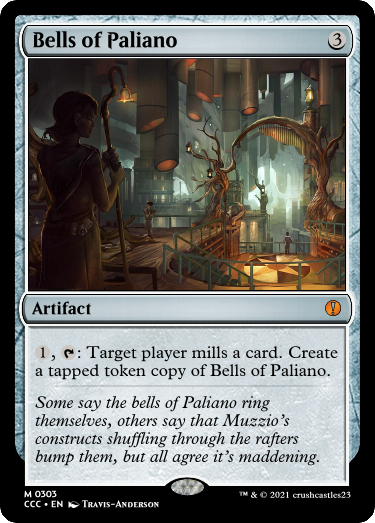 Bells of Paliano 3
Artifact
1, T: Target player mills a card. Create
a tapped token copy of Bells of Paliano.
Some say the bells of Paliano ring
themselves, others say that Muzzio's
constructs shuffling through the rafters
bump them, but all agree it's maddening.
M 0303
CCC • EN Travis-Anderson
™ & © 2021 crushcastles23